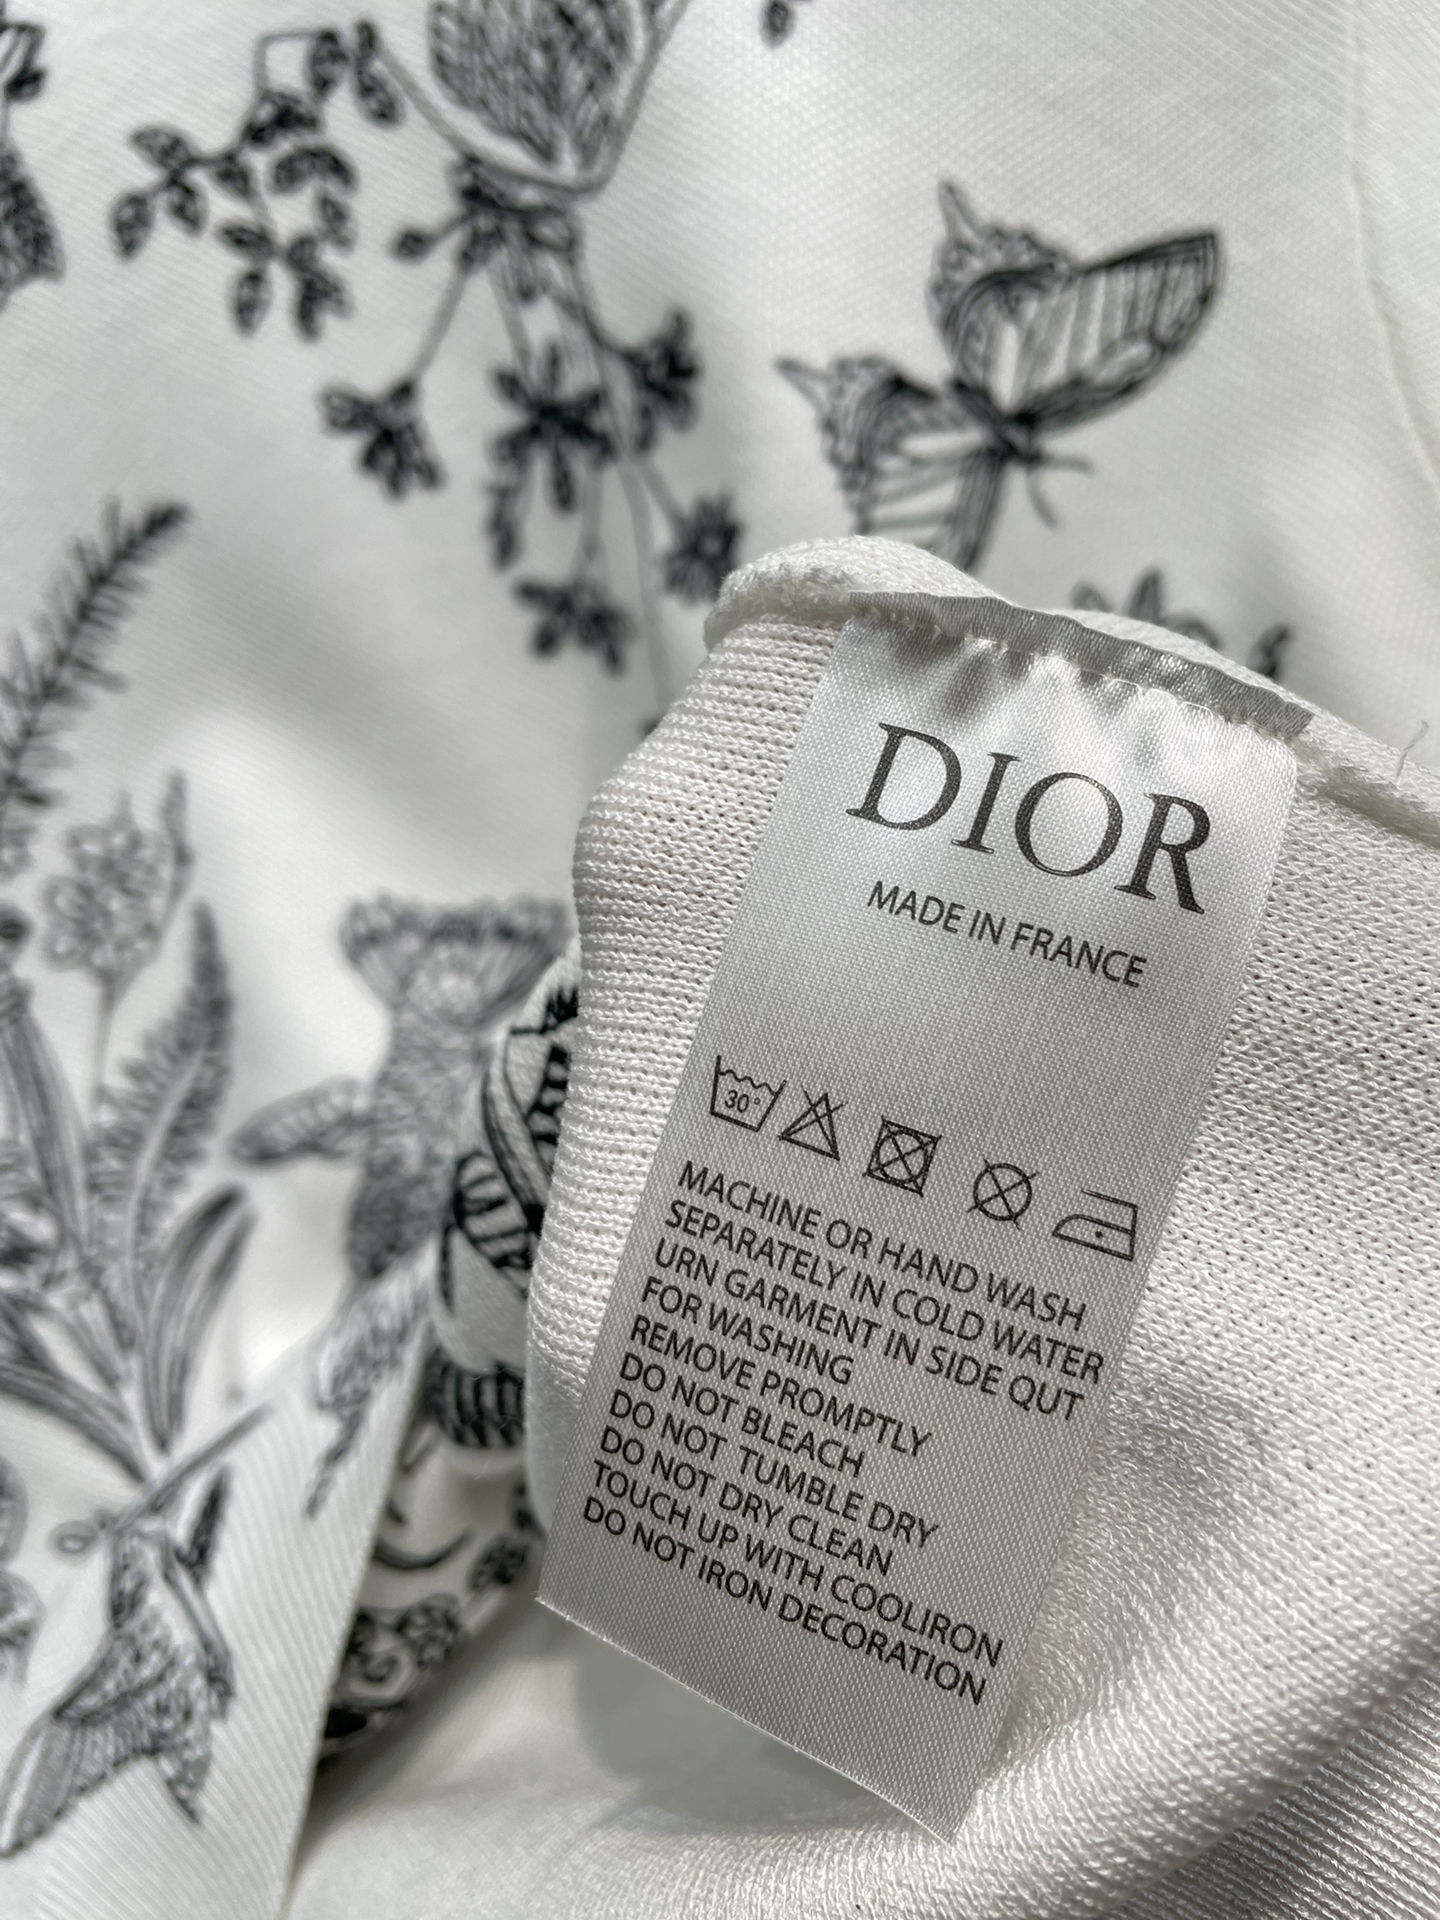 DIOR
MADE IN FRANCE
30°
MACHINE OR HAND WASH
SEPARATELY IN COLD WATER
URN GARMENT IN SIDE QUT
FOR WASHING
REMOVE PROMPTLY
DO NOT BLEACH
DO NOT TUMBLE DRY
DO NOT DRY CLEAN
TOUCH UP WITH COOLIRON
DO NOT IRON DECORATION